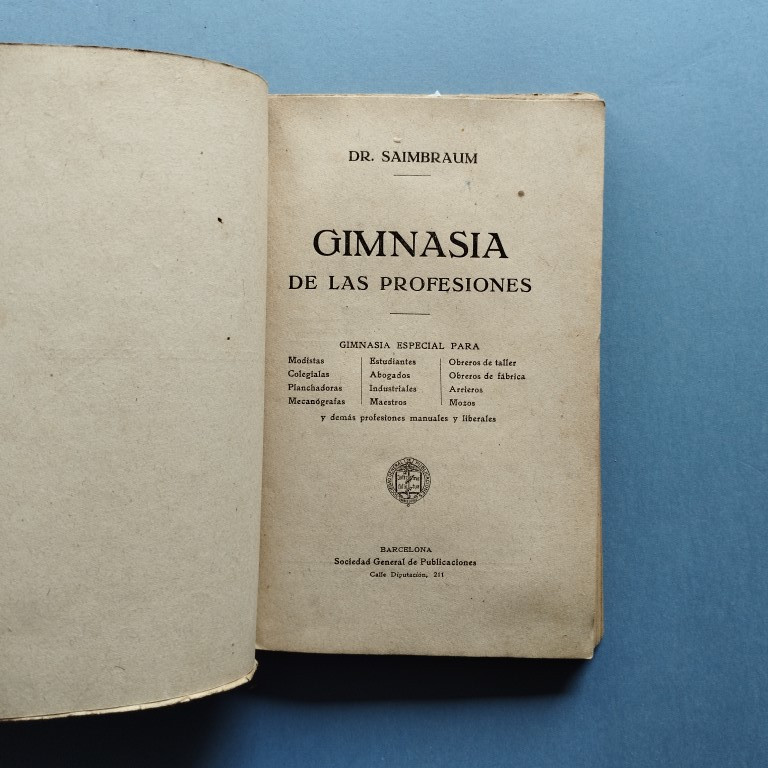 DR. SAIMBRAUM
GIMNASIA
DE LAS PROFESIONES
GIMNASIA ESPECIAL PARA
Modistas
Colegialas
Planchadoras
Mecanógrafas
Estudiantes
Abogados
Industriales
Maestros
Obreros de taller
Obreros de fábrica
Arrieros
Mozos
y demás profesiones manuales y liberales
BARCELONA
Sociedad General de Publicaciones
Calle Diputación, 211